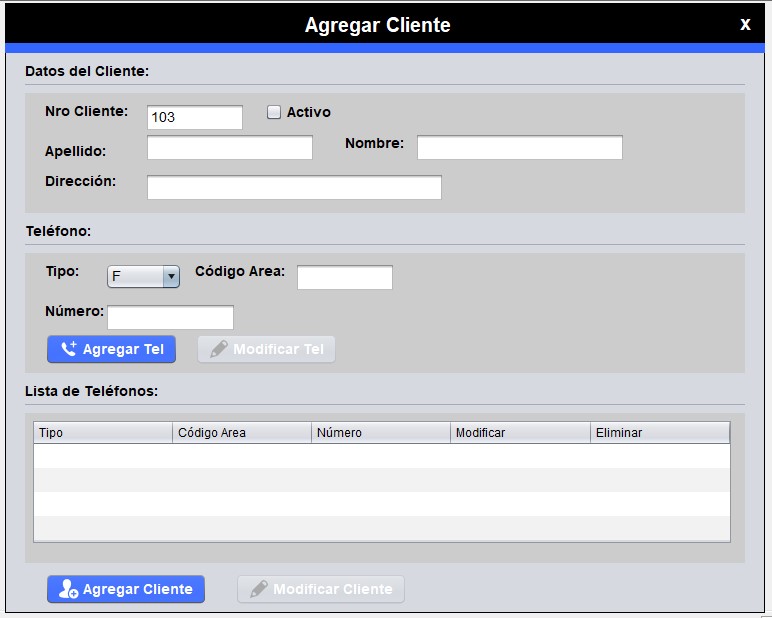 Agregar Cliente x
Datos del Cliente:
Nro Cliente: 103 Activo
Apellido: Nombre:
Dirección:
Teléfono:
Tipo: F Código Area:
Número:
Agregar Tel Modificar Tel
Lista de Teléfonos:
Tipo Código Area Número Modificar Eliminar
Agregar Cliente Modificar Cliente